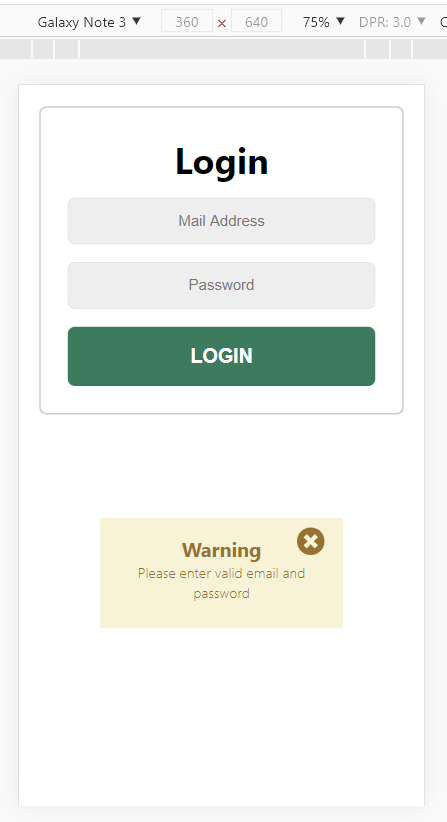 Galaxy Note 3 ▼ 360 × 640 75% ▼ DPR: 3.0 ▼
Login
Mail Address
Password
LOGIN
Warning
Please enter valid email and
password